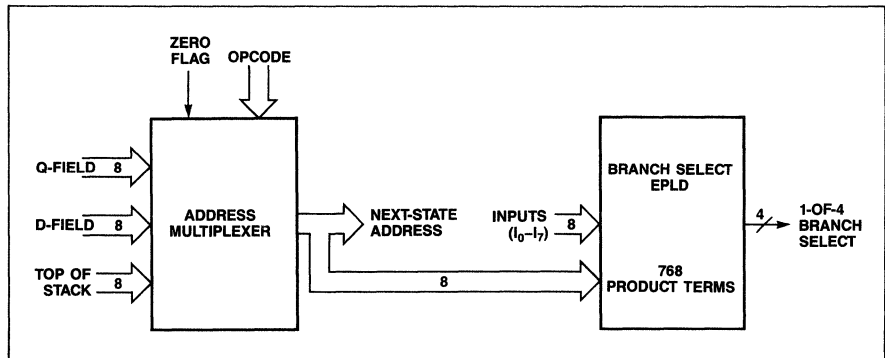 ZERO
FLAG
OPCODE
Q-FIELD 8
D-FIELD 8
TOP OF
STACK 8
ADDRESS
MULTIPLEXER
NEXT-STATE
ADDRESS
8
INPUTS
(I₀–I₇) 8
BRANCH SELECT
EPLD
768
PRODUCT TERMS
4
1-OF-4
BRANCH
SELECT